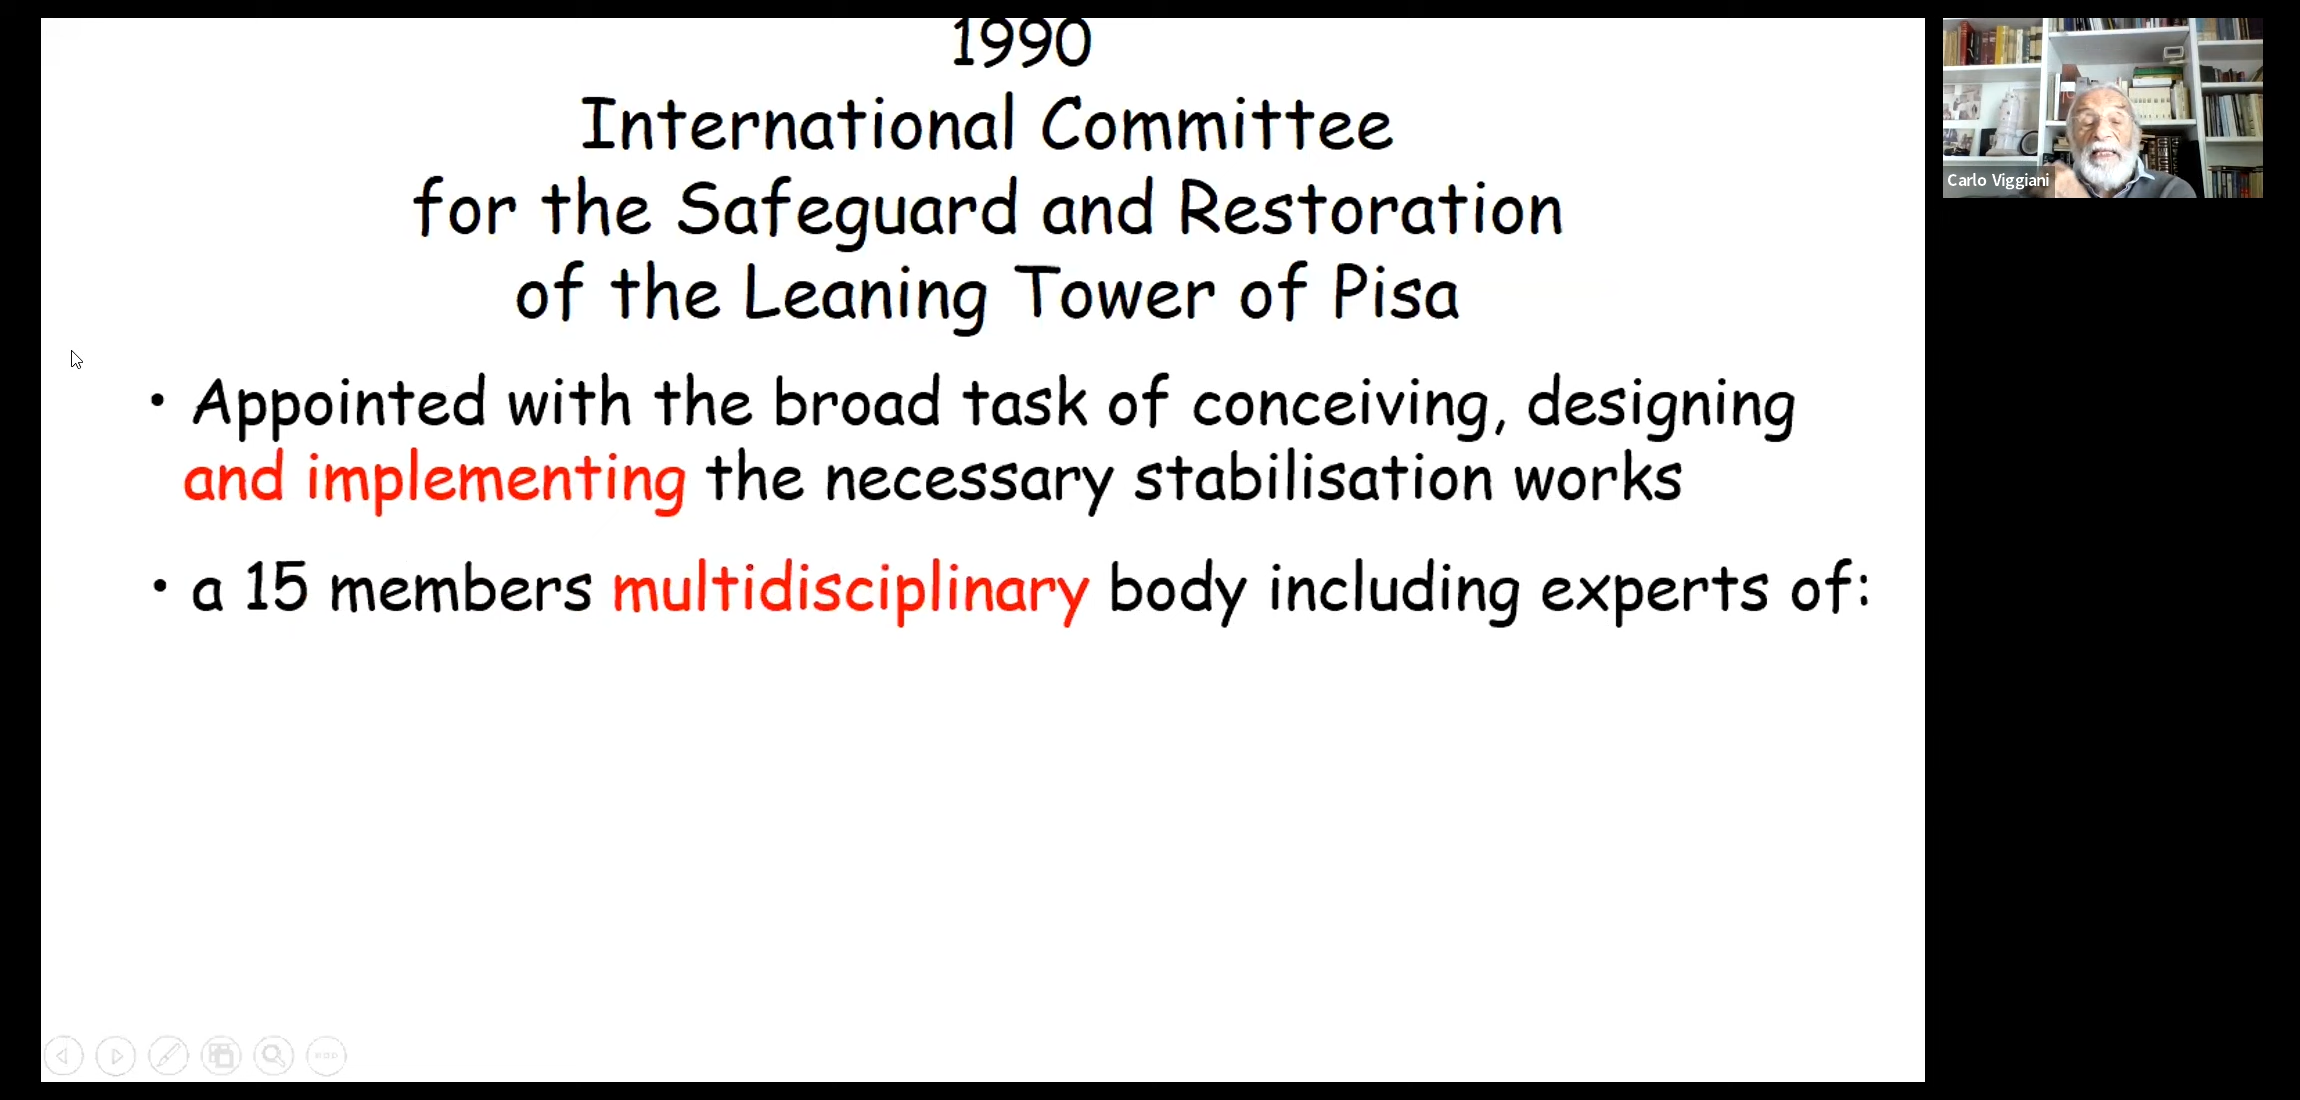 1990
International Committee
for the Safeguard and Restoration
of the Leaning Tower of Pisa
• Appointed with the broad task of conceiving, designing
and implementing the necessary stabilisation works
• a 15 members multidisciplinary body including experts of:
Carlo Viggiani